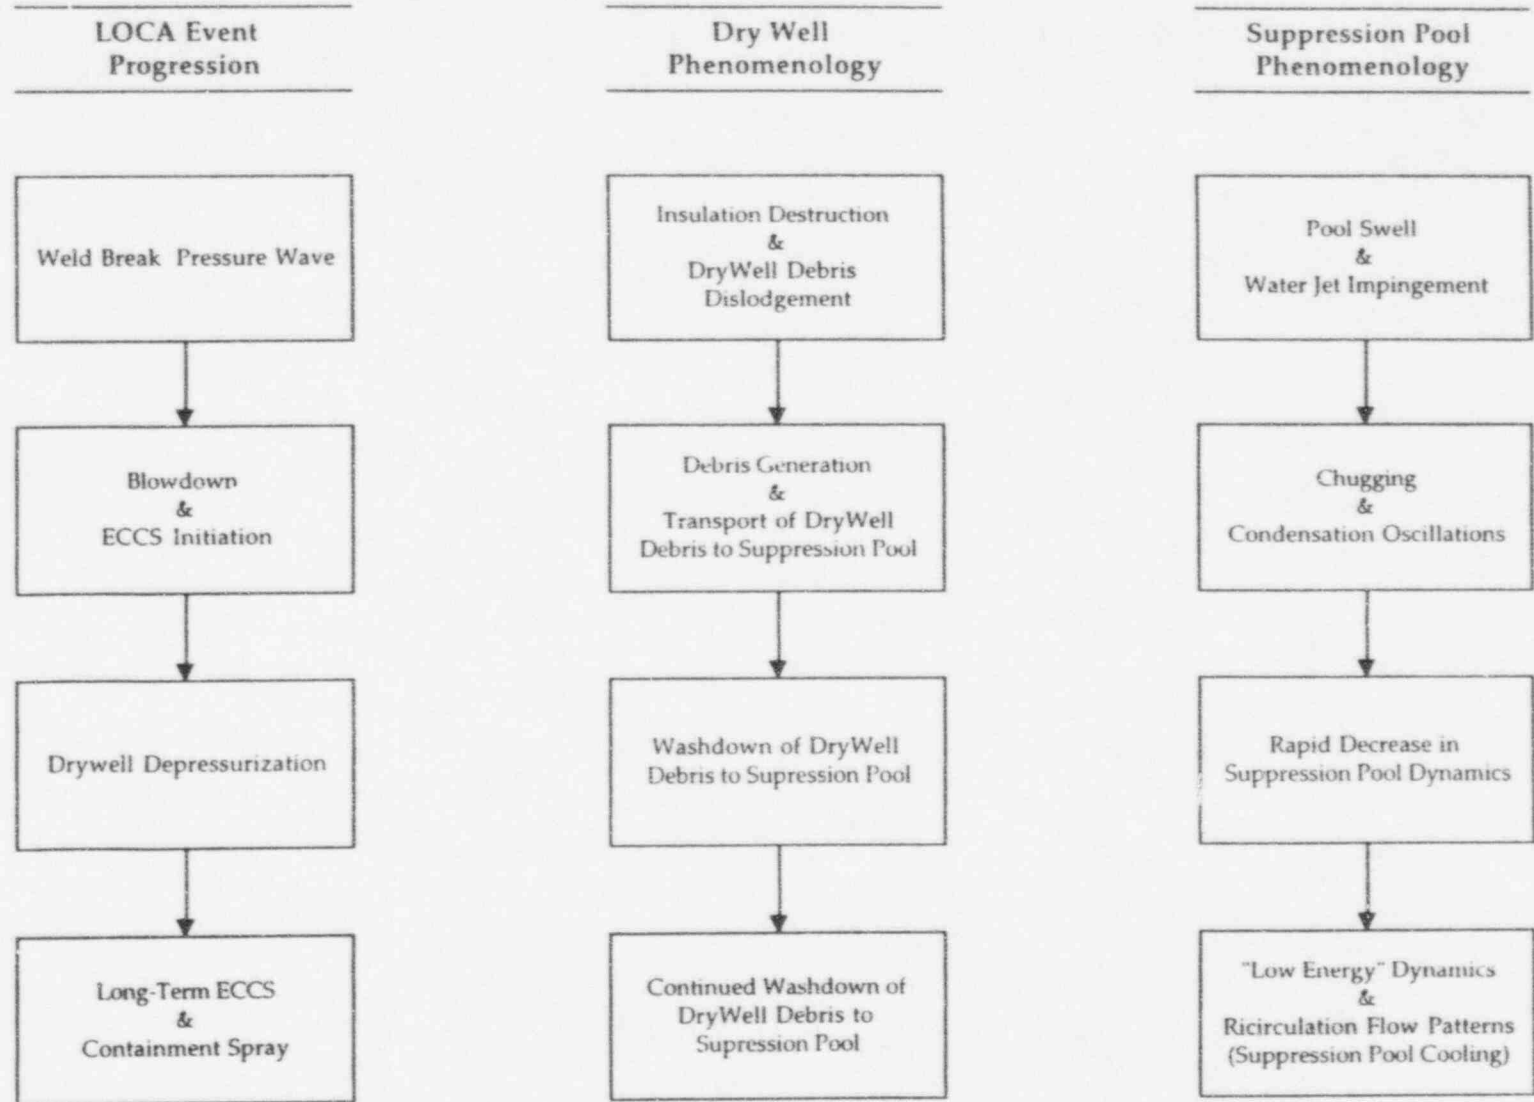 LOCA Event
Progression
Weld Break Pressure Wave
Blowdown
&
ECCS Initiation
Drywell Depressurization
Long-Term ECCS
&
Containment Spray
Dry Well
Phenomenology
Insulation Destruction
&
DryWell Debris
Dislodgement
Debris Generation
&
Transport of DryWell
Debris to Suppression Pool
Washdown of DryWell
Debris to Supression Pool
Continued Washdown of
DryWell Debris to
Supression Pool
Suppression Pool
Phenomenology
Pool Swell
&
Water Jet Impingement
Chugging
&
Condensation Oscillations
Rapid Decrease in
Suppression Pool Dynamics
"Low Energy" Dynamics
&
Ricirculation Flow Patterns
(Suppression Pool Cooling)